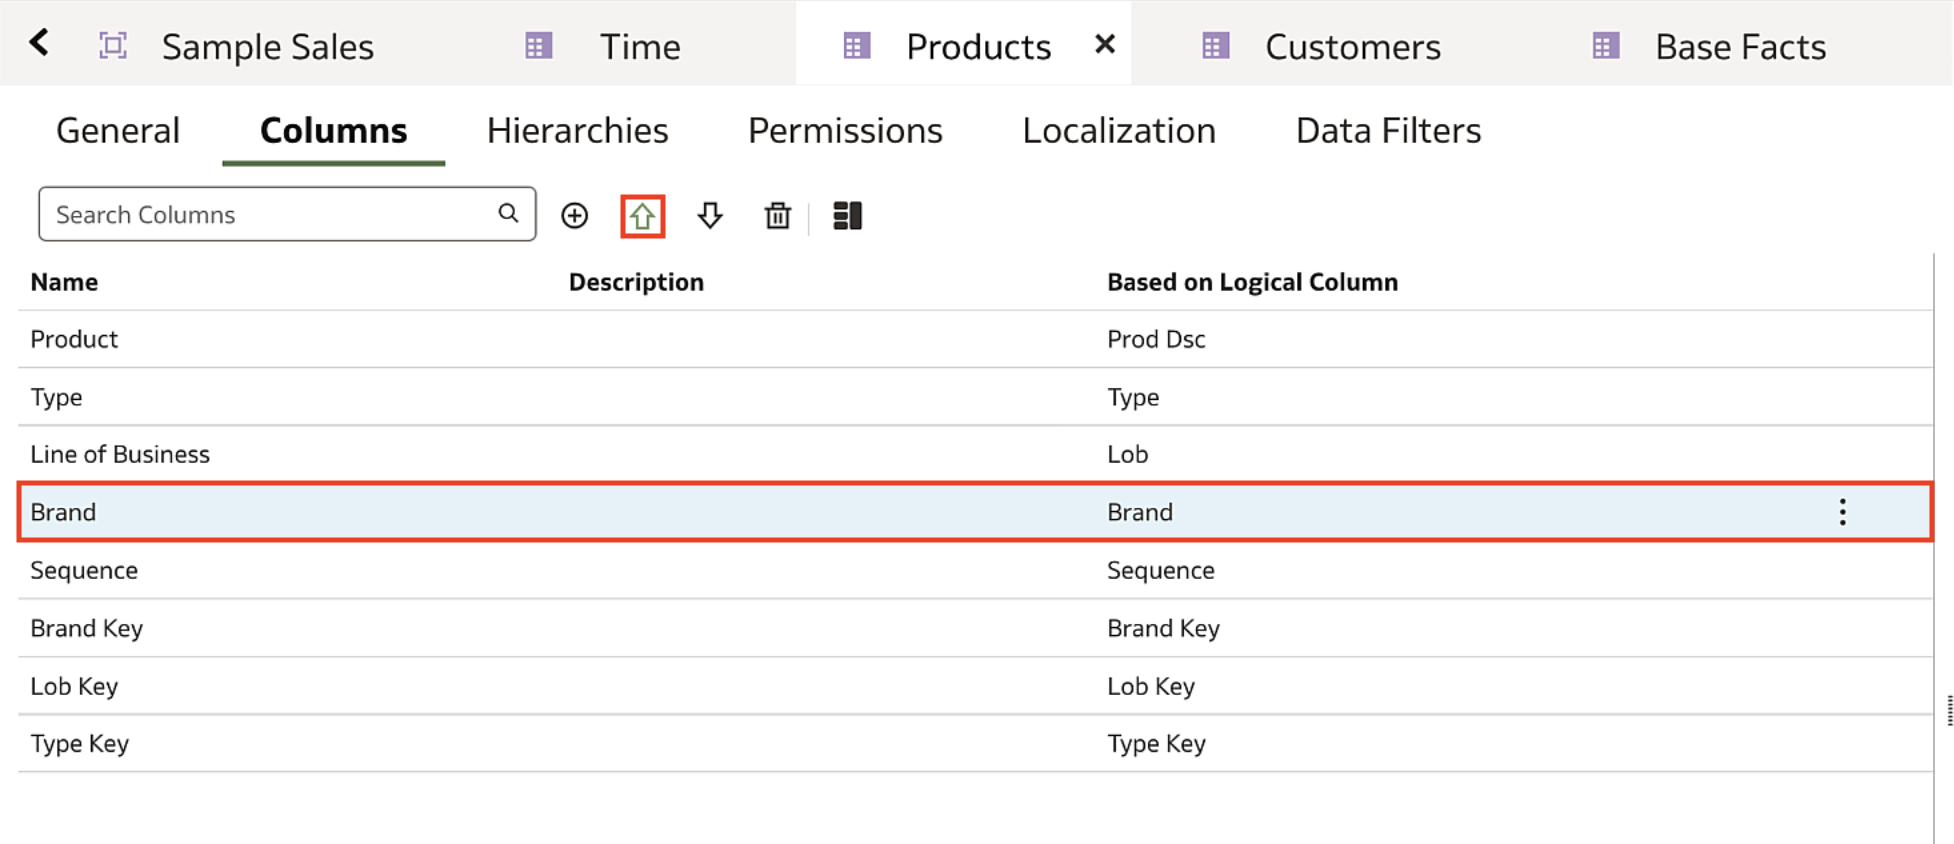 Sample Sales Time Products Customers Base Facts
General Columns Hierarchies Permissions Localization Data Filters
Search Columns
Name Description Based on Logical Column
Product Prod Dsc
Type Type
Line of Business Lob
Brand Brand
Sequence Sequence
Brand Key Brand Key
Lob Key Lob Key
Type Key Type Key